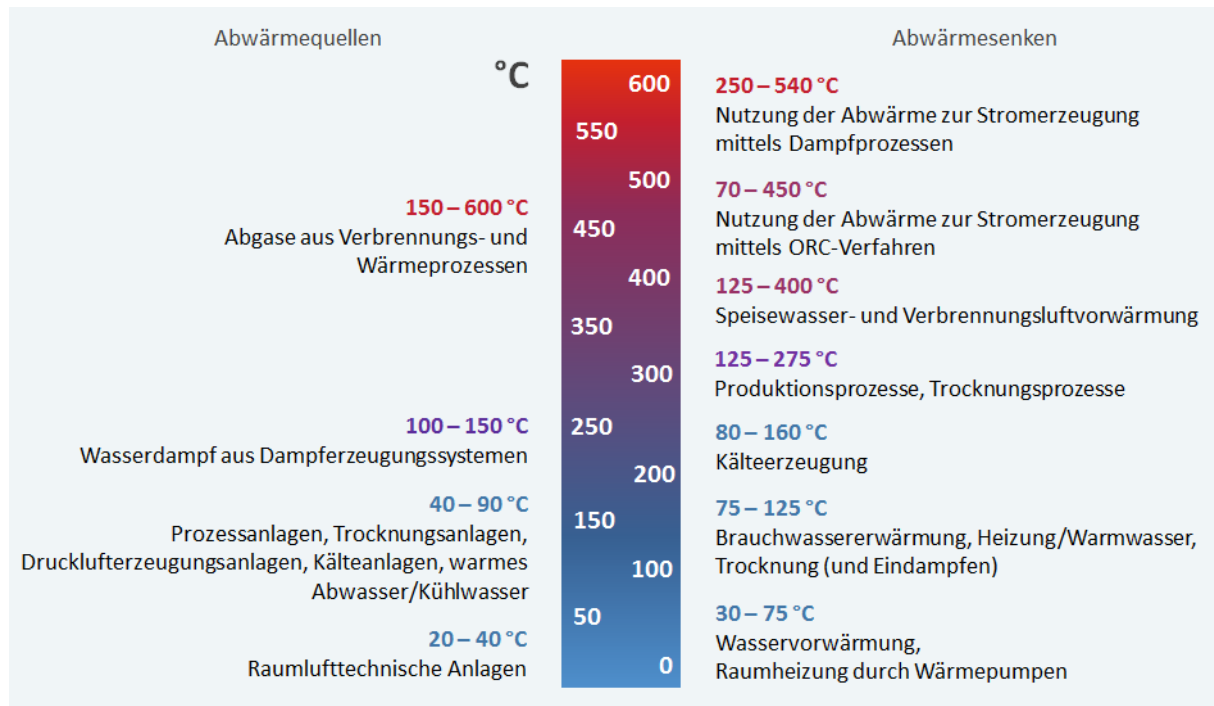 Abwärmequellen
Abwärmesenken
°C
150 – 600 °C
Abgase aus Verbrennungs- und
Wärmeprozessen
100 – 150 °C
Wasserdampf aus Dampferzeugungssystemen
40 – 90 °C
Prozessanlagen, Trocknungsanlagen,
Drucklufterzeugungsanlagen, Kälteanlagen, warmes
Abwasser/Kühlwasser
20 – 40 °C
Raumlufttechnische Anlagen
600
550
500
450
400
350
300
250
200
150
100
50
0
250 – 540 °C
Nutzung der Abwärme zur Stromerzeugung
mittels Dampfprozessen
70 – 450 °C
Nutzung der Abwärme zur Stromerzeugung
mittels ORC-Verfahren
125 – 400 °C
Speisewasser- und Verbrennungsluftvorwärmung
125 – 275 °C
Produktionsprozesse, Trocknungsprozesse
80 – 160 °C
Kälteerzeugung
75 – 125 °C
Brauchwassererwärmung, Heizung/Warmwasser,
Trocknung (und Eindampfen)
30 – 75 °C
Wasservorwärmung,
Raumheizung durch Wärmepumpen